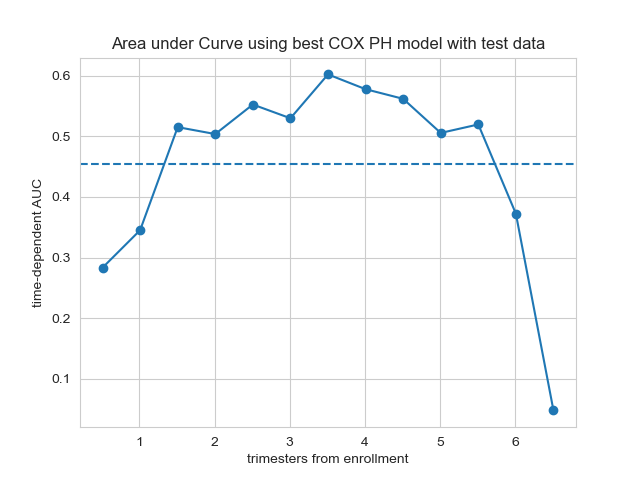 Area under Curve using best COX PH model with test data
0.6
0.5
0.4
0.3
0.2
0.1
time-dependent AUC
1 2 3 4 5 6
trimesters from enrollment